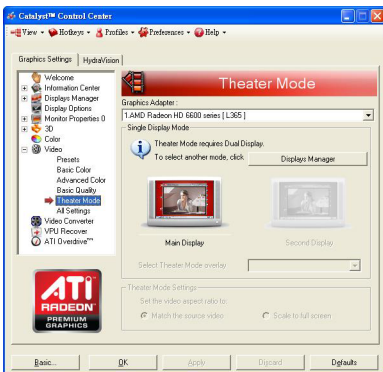 Catalyst™ Control Center
View Hotkeys Profiles Preferences Help
Graphics Settings HydraVision
Welcome
Information Center
Displays Manager
Display Options
Monitor Properties 0
3D
Color
Video
Presets
Basic Color
Advanced Color
Basic Quality
Theater Mode
All Settings
Video Converter
VPU Recover
ATI Overdrive™
ATI
RADEON
PREMIUM
GRAPHICS
Theater Mode
Graphics Adapter :
1.AMD Radeon HD 6600 series [ L365 ]
Single Display Mode
Theater Mode requires Dual Display.
To select another mode, click Displays Manager
Main Display Second Display
Select Theater Mode overlay
Theater Mode Settings
Set the video aspect ratio to:
Match the source video Scale to full screen
Basic... OK Apply Discard Defaults